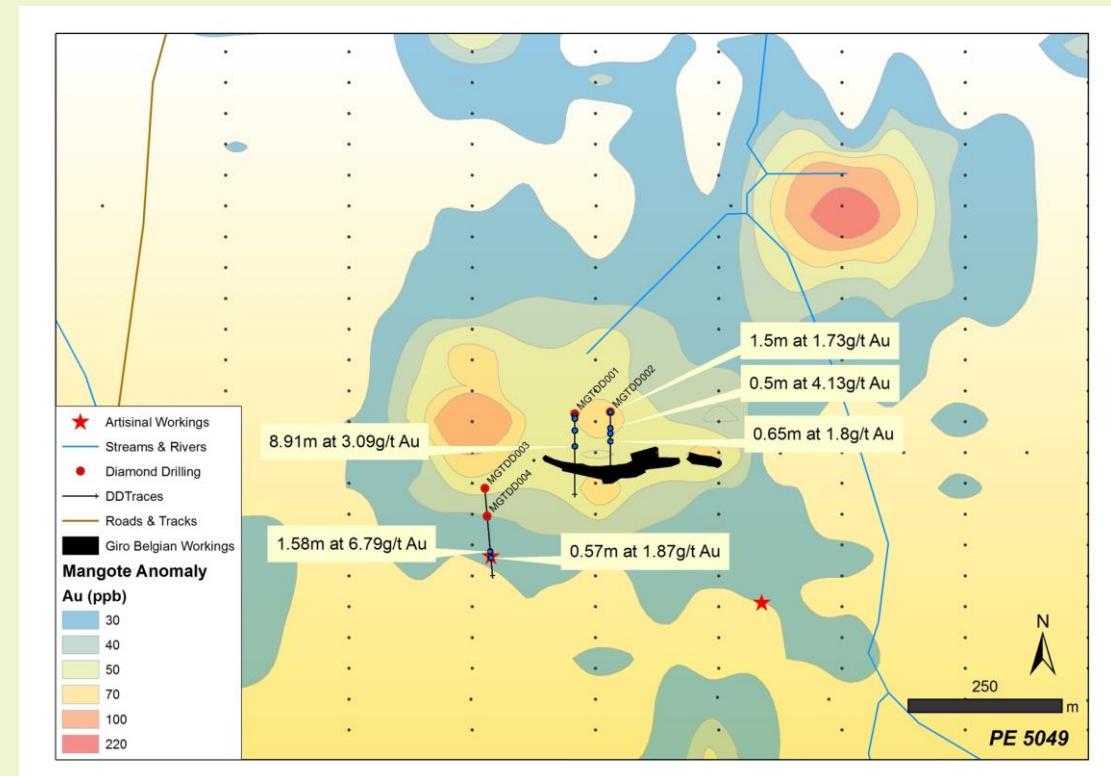 1.5m at 1.73g/t Au
MGTDD001
MGTDD002
0.5m at 4.13g/t Au
8.91m at 3.09g/t Au
0.65m at 1.8g/t Au
MGTDD003
MGTDD004
1.58m at 6.79g/t Au
0.57m at 1.87g/t Au
Artisinal Workings
Streams & Rivers
Diamond Drilling
DDTraces
Roads & Tracks
Giro Belgian Workings
Mangote Anomaly
Au (ppb)
30
40
50
70
100
220
N
250
m
PE 5049